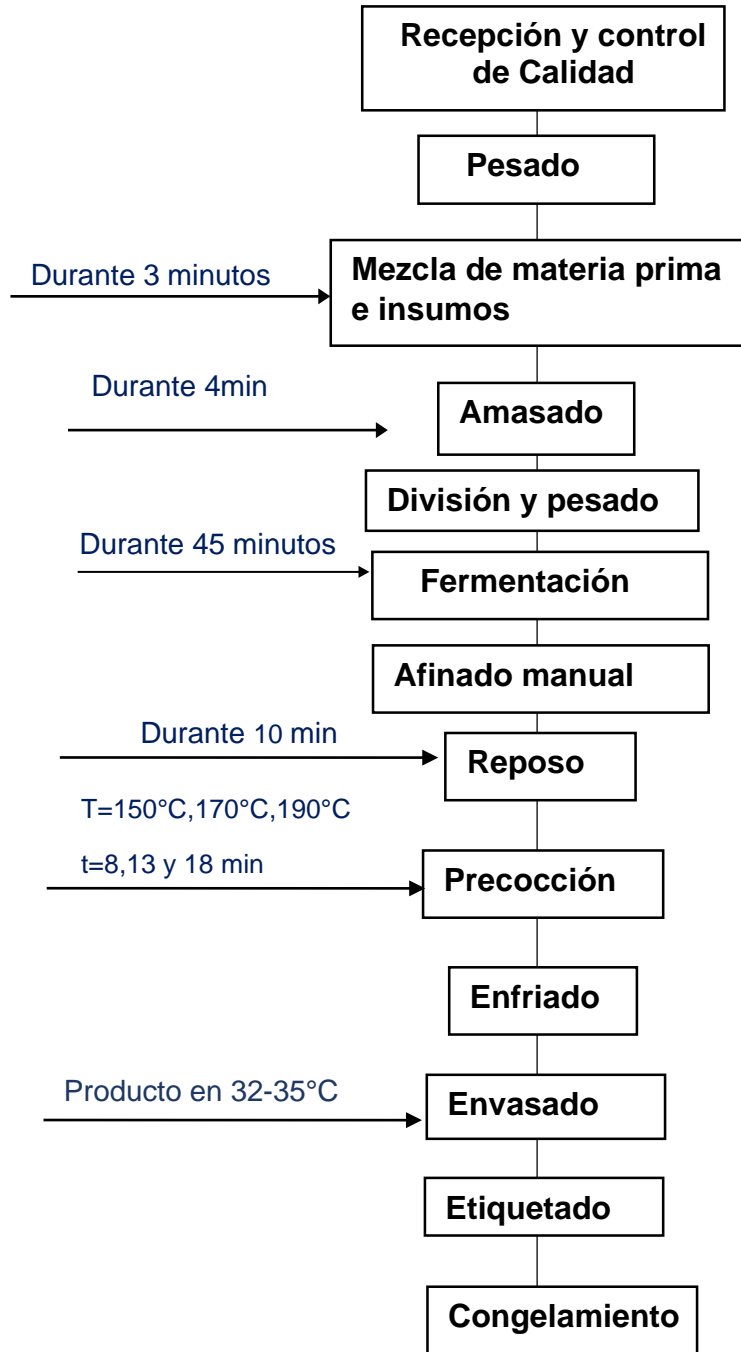 Recepción y control
de Calidad
Pesado
Durante 3 minutos
Mezcla de materia prima
e insumos
Durante 4min
Amasado
División y pesado
Durante 45 minutos
Fermentación
Afinado manual
Durante 10 min
Reposo
T=150°C,170°C,190°C
t=8,13 y 18 min
Precocción
Enfriado
Producto en 32-35°C
Envasado
Etiquetado
Congelamiento